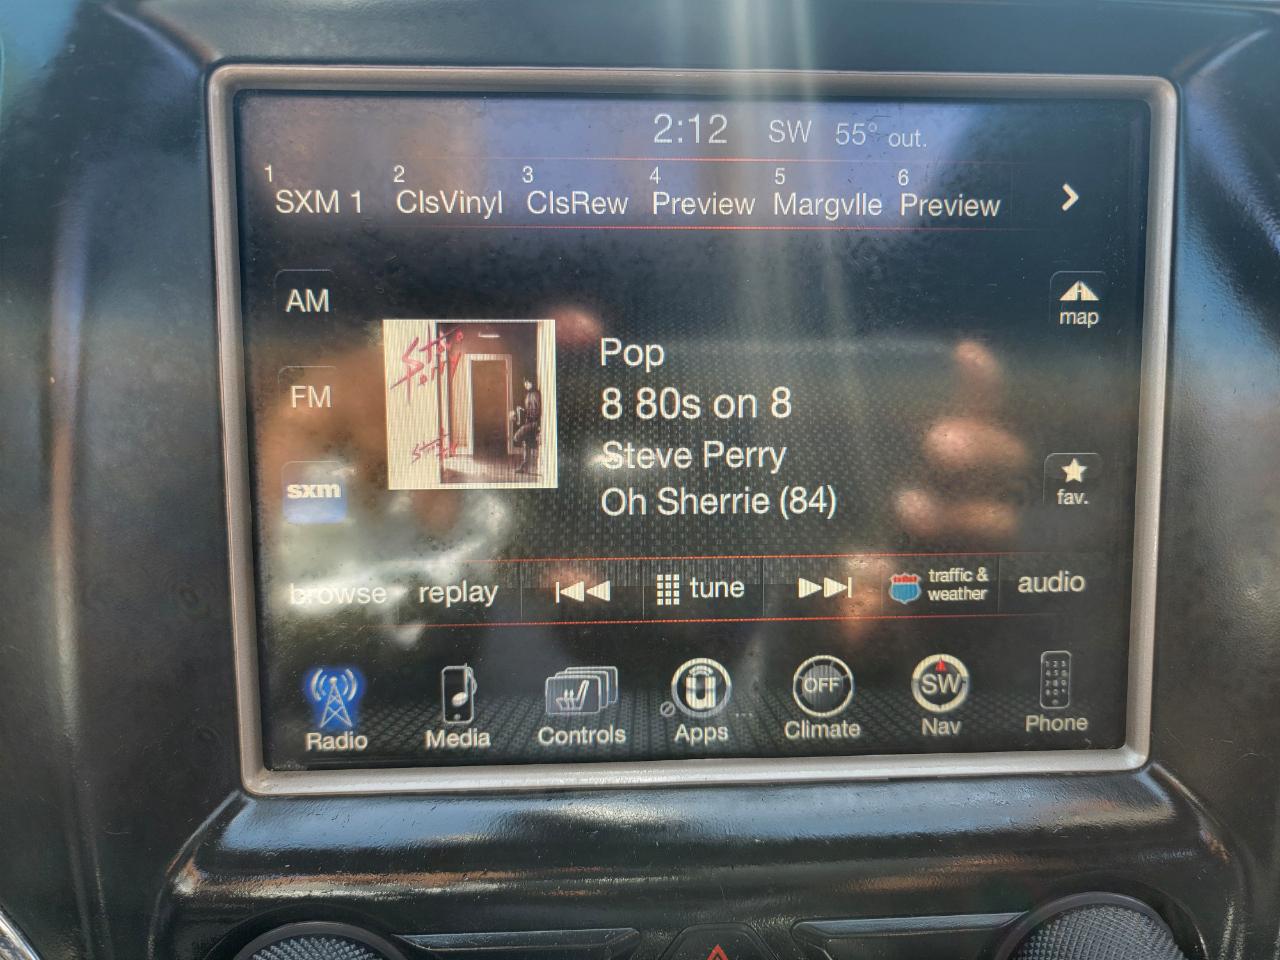 2:12 SW 55° out.
1 2 3 4 5 6
SXM 1 ClsVinyl ClsRew Preview Margvlle Preview
AM
map
Steve
Perry
Pop
8 80s on 8
FM
Steve Perry
Oh Sherrie (84)
sxm
fav.
browse replay tune traffic & weather audio
OFF SW
Radio Media Controls Apps Climate Nav Phone